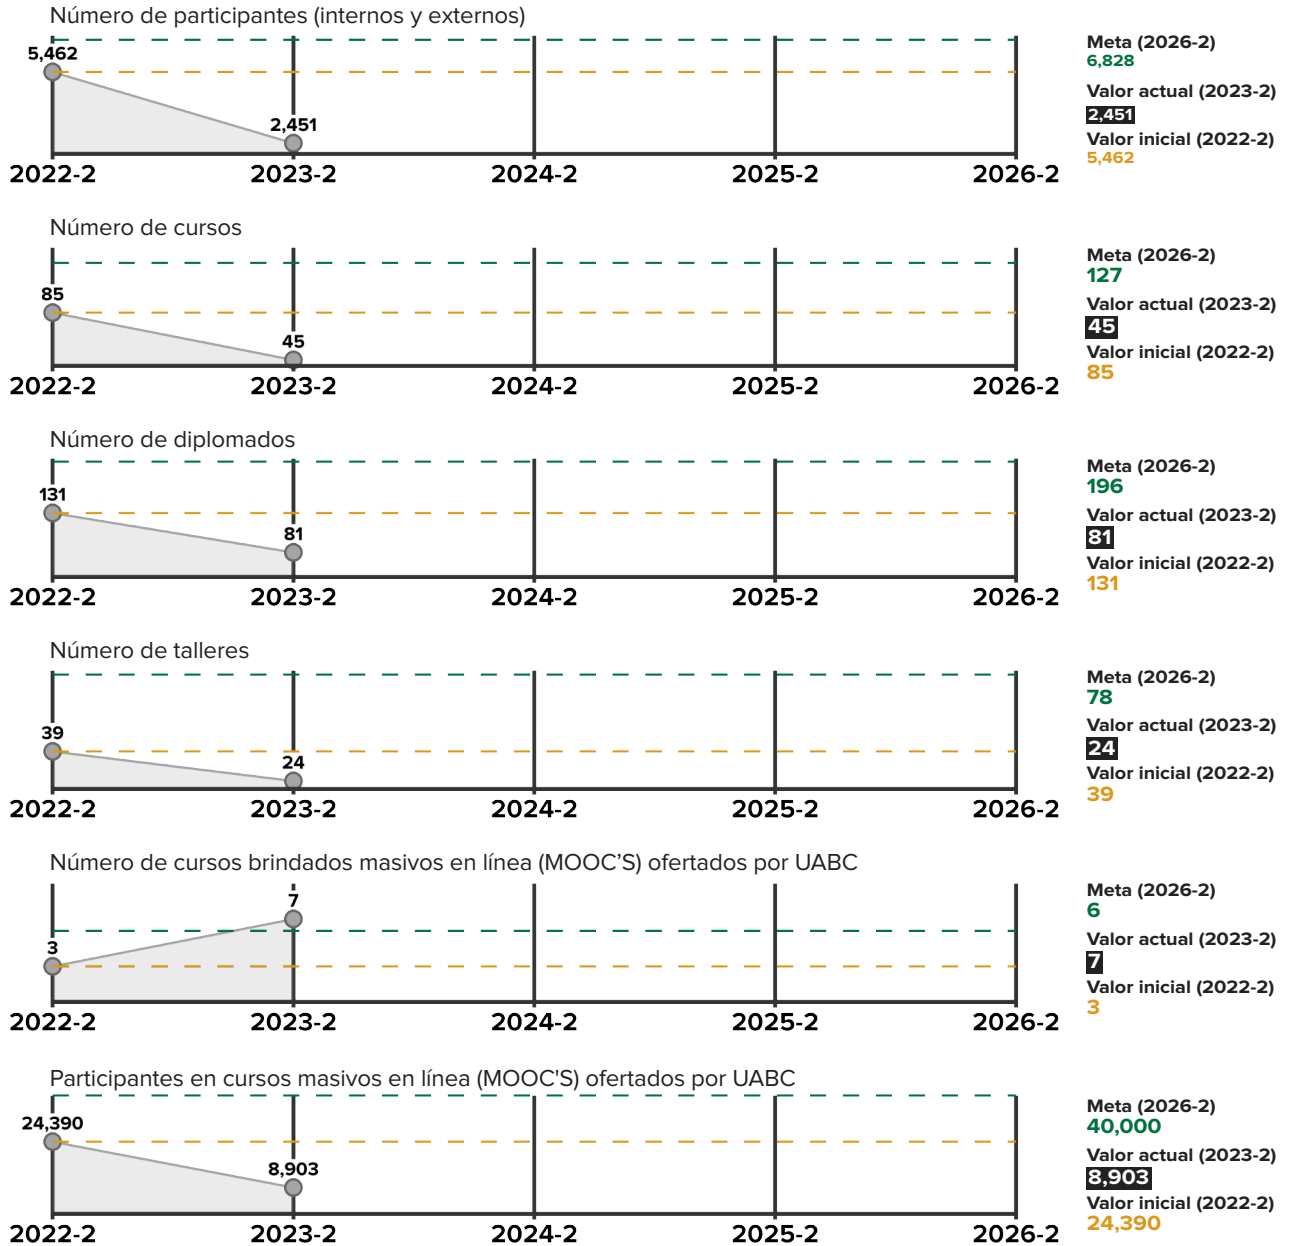 Número de participantes (internos y externos)
5,462
2,451
2022-2 2023-2 2024-2 2025-2 2026-2
Meta (2026-2)
6,828
Valor actual (2023-2)
2,451
Valor inicial (2022-2)
5,462
Número de cursos
85
45
2022-2 2023-2 2024-2 2025-2 2026-2
Meta (2026-2)
127
Valor actual (2023-2)
45
Valor inicial (2022-2)
85
Número de diplomados
131
81
2022-2 2023-2 2024-2 2025-2 2026-2
Meta (2026-2)
196
Valor actual (2023-2)
81
Valor inicial (2022-2)
131
Número de talleres
39
24
2022-2 2023-2 2024-2 2025-2 2026-2
Meta (2026-2)
78
Valor actual (2023-2)
24
Valor inicial (2022-2)
39
Número de cursos brindados masivos en línea (MOOC’S) ofertados por UABC
3
7
2022-2 2023-2 2024-2 2025-2 2026-2
Meta (2026-2)
6
Valor actual (2023-2)
7
Valor inicial (2022-2)
3
Participantes en cursos masivos en línea (MOOC'S) ofertados por UABC
24,390
8,903
2022-2 2023-2 2024-2 2025-2 2026-2
Meta (2026-2)
40,000
Valor actual (2023-2)
8,903
Valor inicial (2022-2)
24,390